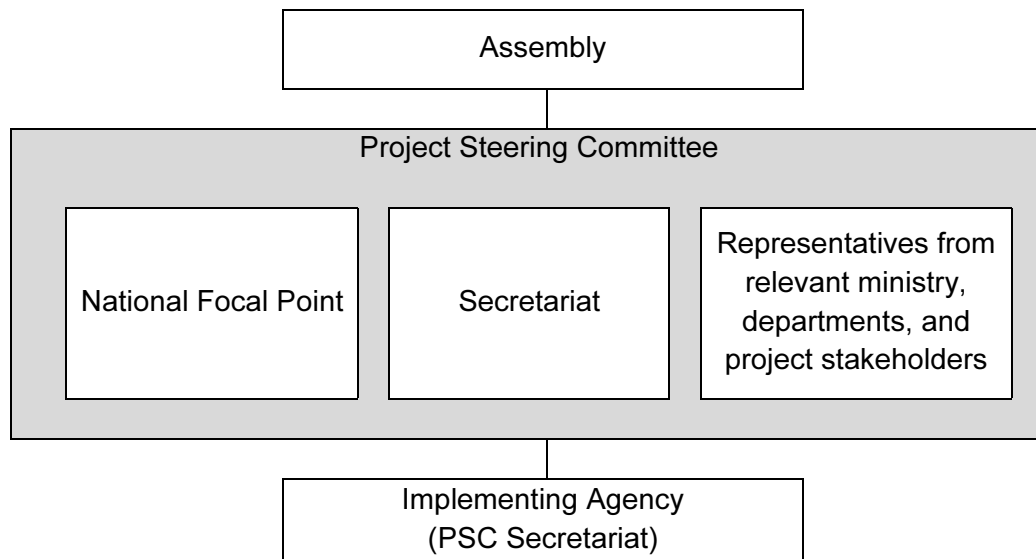 Assembly
Project Steering Committee
National Focal Point
Secretariat
Representatives from
relevant ministry,
departments, and
project stakeholders
Implementing Agency
(PSC Secretariat)